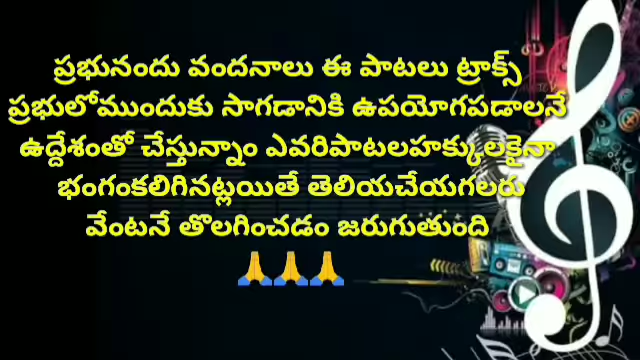 ప్రభునందు వందనాలు ఈ పాటలు ట్రాక్స్
ప్రభులోముందుకు సాగడానికి ఉపయోగపడాలనే
ఉద్దేశంతో చేస్తున్నాం ఎవరిపాటలహక్కులకైనా
భంగంకలిగినట్లయితే తెలియచేయగలరు
వేంటనే తొలగించడం జరుగుతుంది
🙏🙏🙏